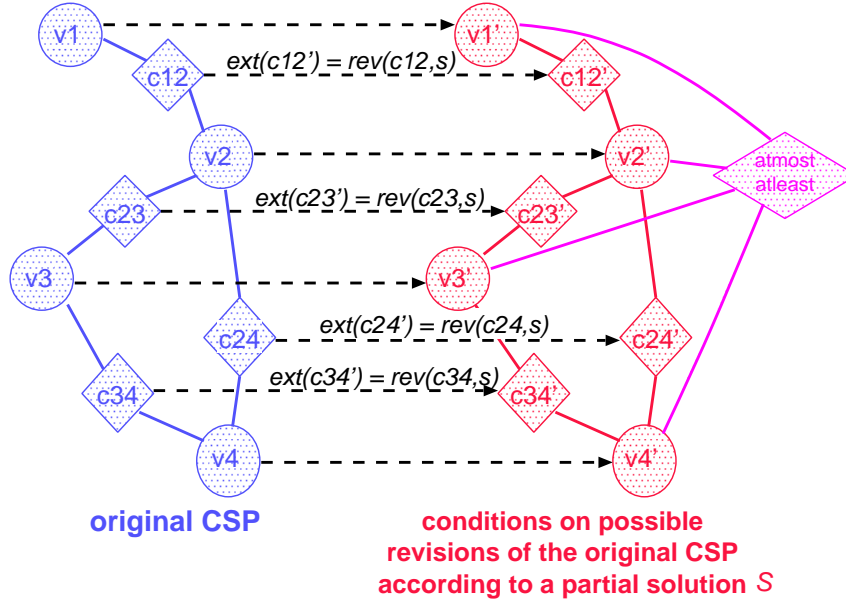 v1
v1'
ext(c12') = rev(c12,s)
c12
c12'
v2
v2'
atmost
atleast
ext(c23') = rev(c23,s)
c23
c23'
v3
v3'
ext(c24') = rev(c24,s)
c24
c24'
ext(c34') = rev(c34,s)
c34
c34'
v4
v4'
original CSP
conditions on possible
revisions of the original CSP
according to a partial solution S